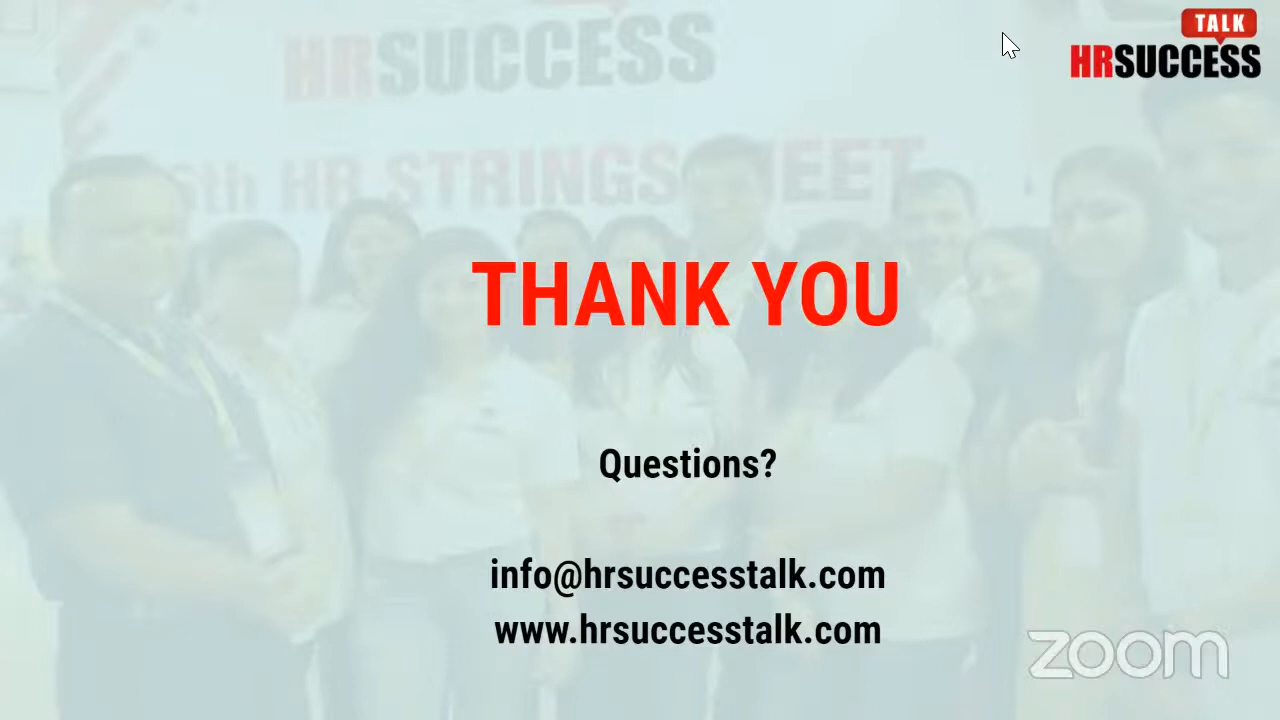 TALK
HRSUCCESS
HRSUCCESS
5th HR STRINGS MEET
THANK YOU
Questions?
info@hrsuccesstalk.com
www.hrsuccesstalk.com
zoom